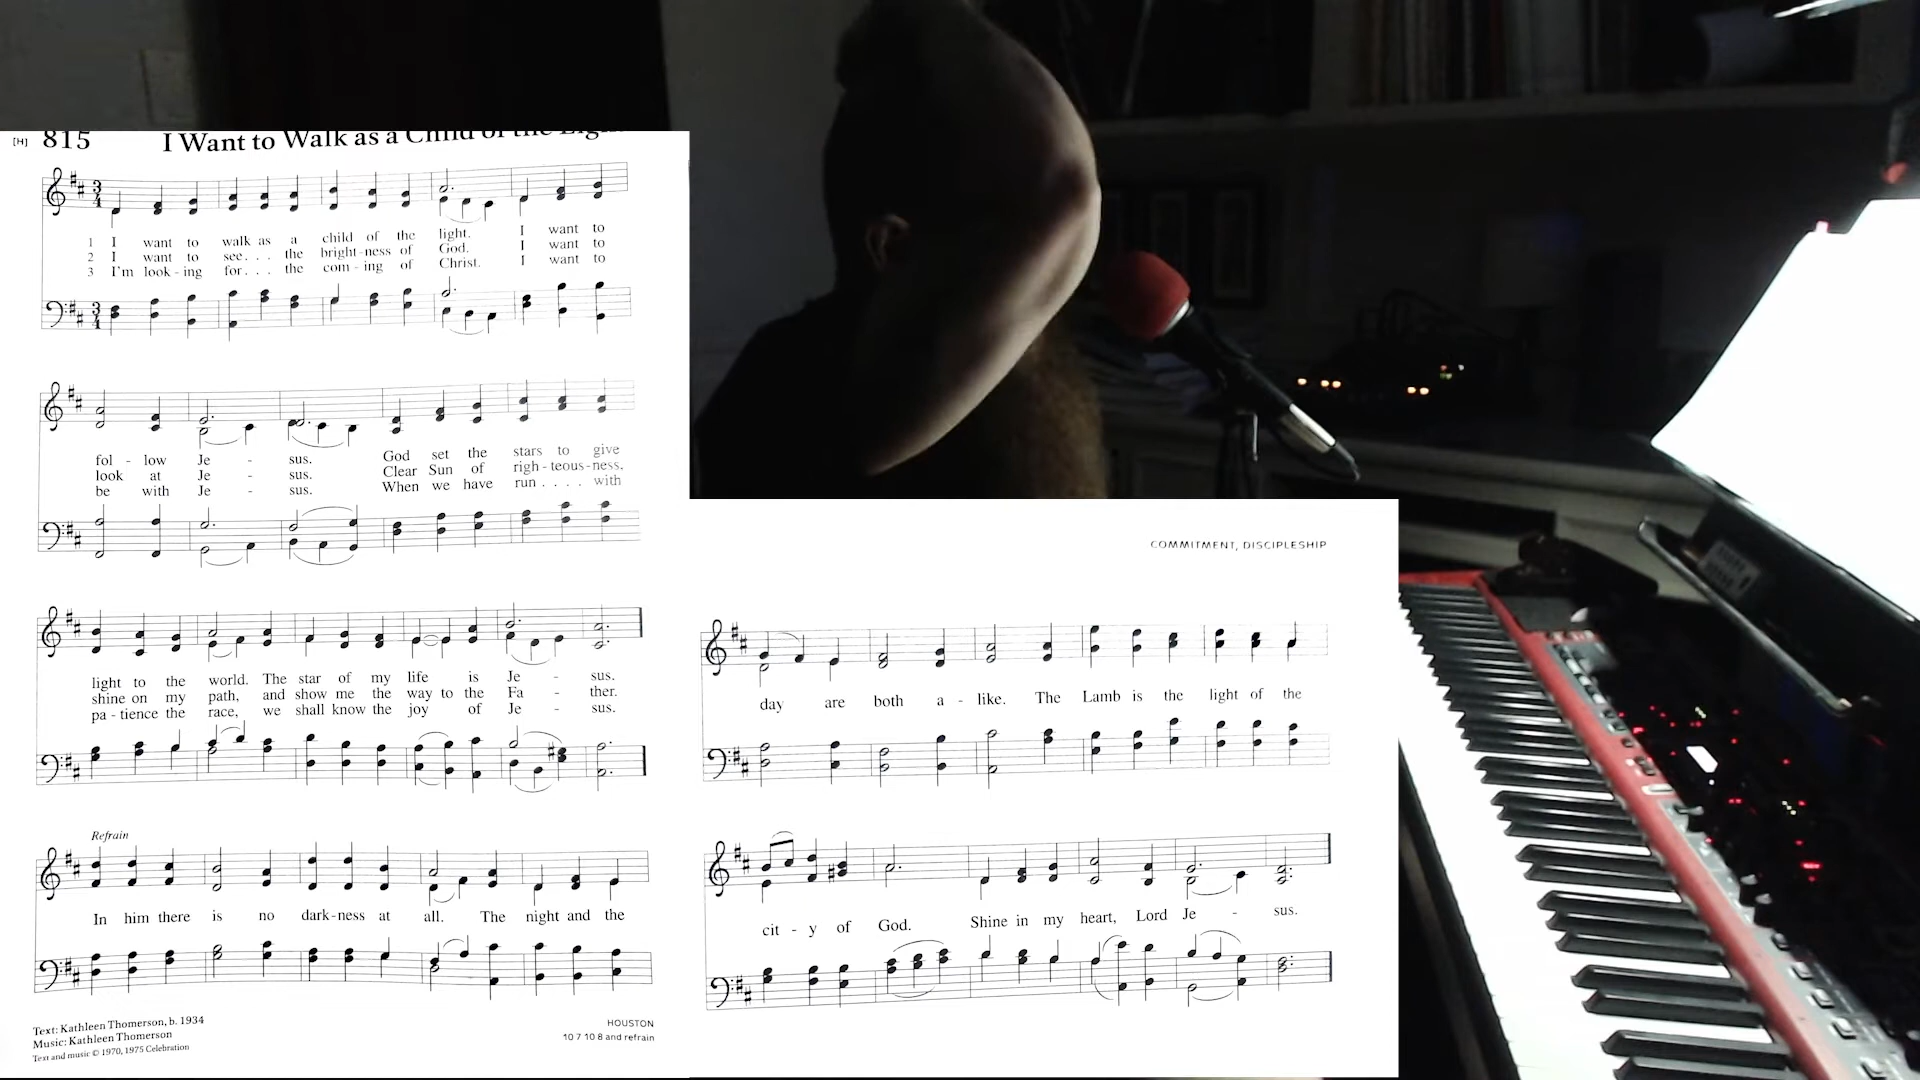 [H] 815 I Want to Walk as a Child of the Light
1 I want to walk as a child of the light. I want to
2 I want to see. . . the bright-ness of God. I want to
3 I'm look - ing for. . . the com - ing of Christ. I want to
fol - low Je - sus. God set the stars to give
look at Je - sus. Clear Sun of righ - teous - ness,
be with Je - sus. When we have run . . . . with
light to the world. The star of my life is Je - sus.
shine on my path, and show me the way to the Fa - ther.
pa - tience the race, we shall know the joy of Je - sus.
Refrain
In him there is no dark-ness at all. The night and the
Text: Kathleen Thomerson, b. 1934
Music: Kathleen Thomerson
Text and music © 1970, 1975 Celebration
HOUSTON
10 7 10 8 and refrain
COMMITMENT, DISCIPLESHIP
day are both a - like. The Lamb is the light of the
cit - y of God. Shine in my heart, Lord Je - sus.